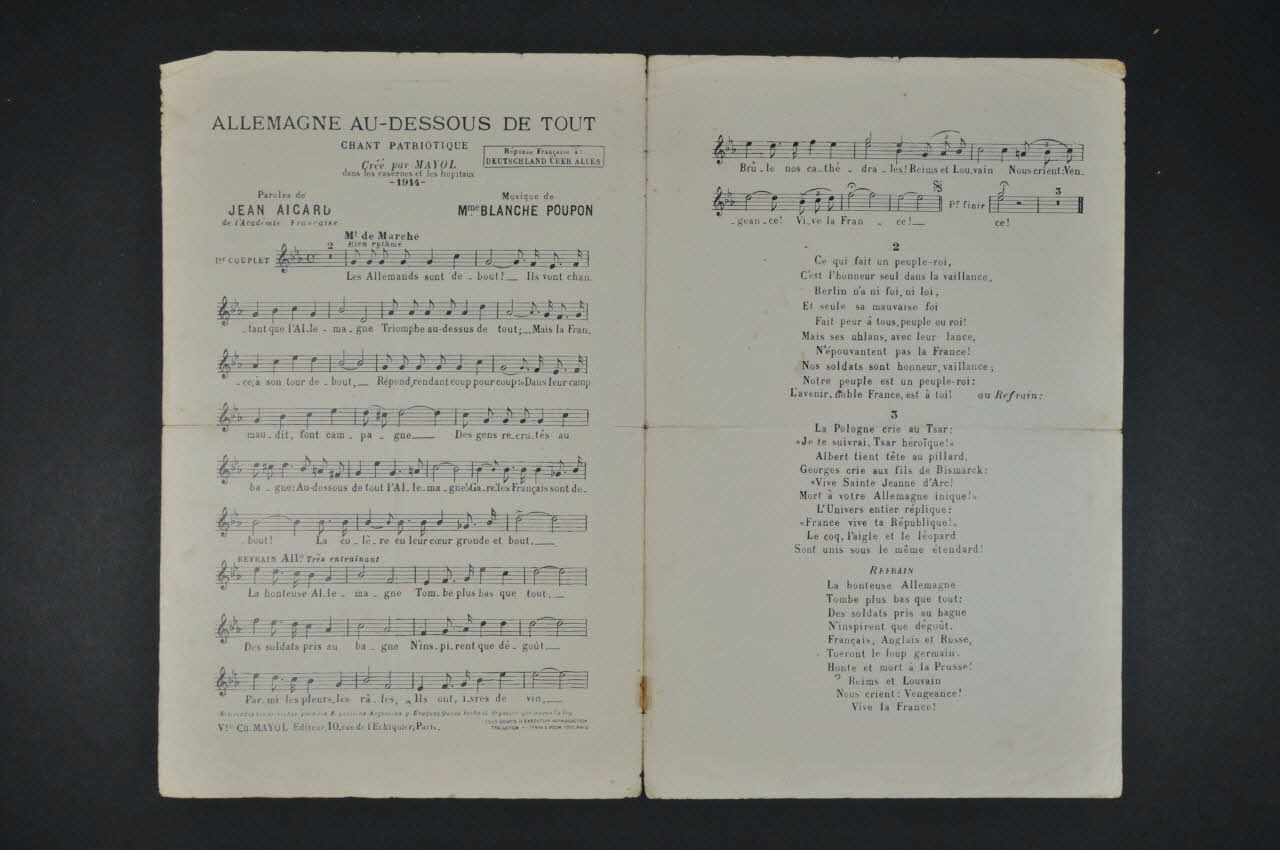 ALLEMAGNE AU-DESSOUS DE TOUT
CHANT PATRIOTIQUE
Créé par MAYOL
dans les casernes et les hopitaux
-1914-
Réponse Française à:
DEUTSCHLAND ÜBER ALLES
Paroles de
JEAN AICARD
de l'Académie Française
Musique de
Mme BLANCHE POUPON
Mt de Marche
Bien rythmé
1er COUPLET
2
Les Allemands sont de-bout! Ils vont chan-
-tant que l'Al-le-ma-gne Triomphe au-dessus de tout; Mais la Fran-
-ce, à son tour de-bout, Répond, rendant coup pour coup: «Dans leur camp
mau-dit, font cam-pa-gne Des gens re-cru-tés au
ba-gne: Au-dessous de tout l'Al-le-ma-gne! Ga-re! les Français sont de-
-bout! La co-lè-re en leur cœur gronde et bout.
REFRAIN Allo Très entraînant
La honteuse Al-le-ma-gne Tom-be plus bas que tout.
Des soldats pris au ba-gne N'ins-pi-rent que dé-goût.
Par-mi les pleurs, les râ-les, Ils ont, i-vres de vin,
Vve Ch. MAYOL Editeur, 10, rue de l'Echiquier, Paris.
TOUS DROITS D'EXÉCUTION REPRODUCTION
Brû-lé nos ca-thé-dra-les! Reims et Lou-vain Nous crient: Ven-
-gean-ce! Vi-ve la Fran-ce! Pr finir ce!
3
2
Ce qui fait un peuple-roi,
C'est l'honneur seul dans la vaillance,
Berlin n'a ni foi, ni loi,
Et seule sa mauvaise foi
Fait peur à tous, peuple ou roi!
Mais ses uhlans, avec leur lance,
N'épouvantent pas la France!
Nos soldats sont honneur, vaillance;
Notre peuple est un peuple-roi:
L'avenir, noble France, est à toi! au Refrain:
3
La Pologne crie au Tsar:
«Je te suivrai, Tsar héroïque!»
Albert tient tête au pillard,
Georges crie aux fils de Bismarck:
«Vive Sainte Jeanne d'Arc!
Mort à votre Allemagne inique!»
L'Univers entier réplique:
«France vive ta République!»
Le coq, l'aigle et le léopard
Sont unis sous le même étendard!
REFRAIN
La honteuse Allemagne
Tombe plus bas que tout:
Des soldats pris au bagne
N'inspirent que dégoût.
Français, Anglais et Russe,
Tueront le loup germain.
Honte et mort à la Prusse!
Reims et Louvain
Nous crient: Vengeance!
Vive la France!